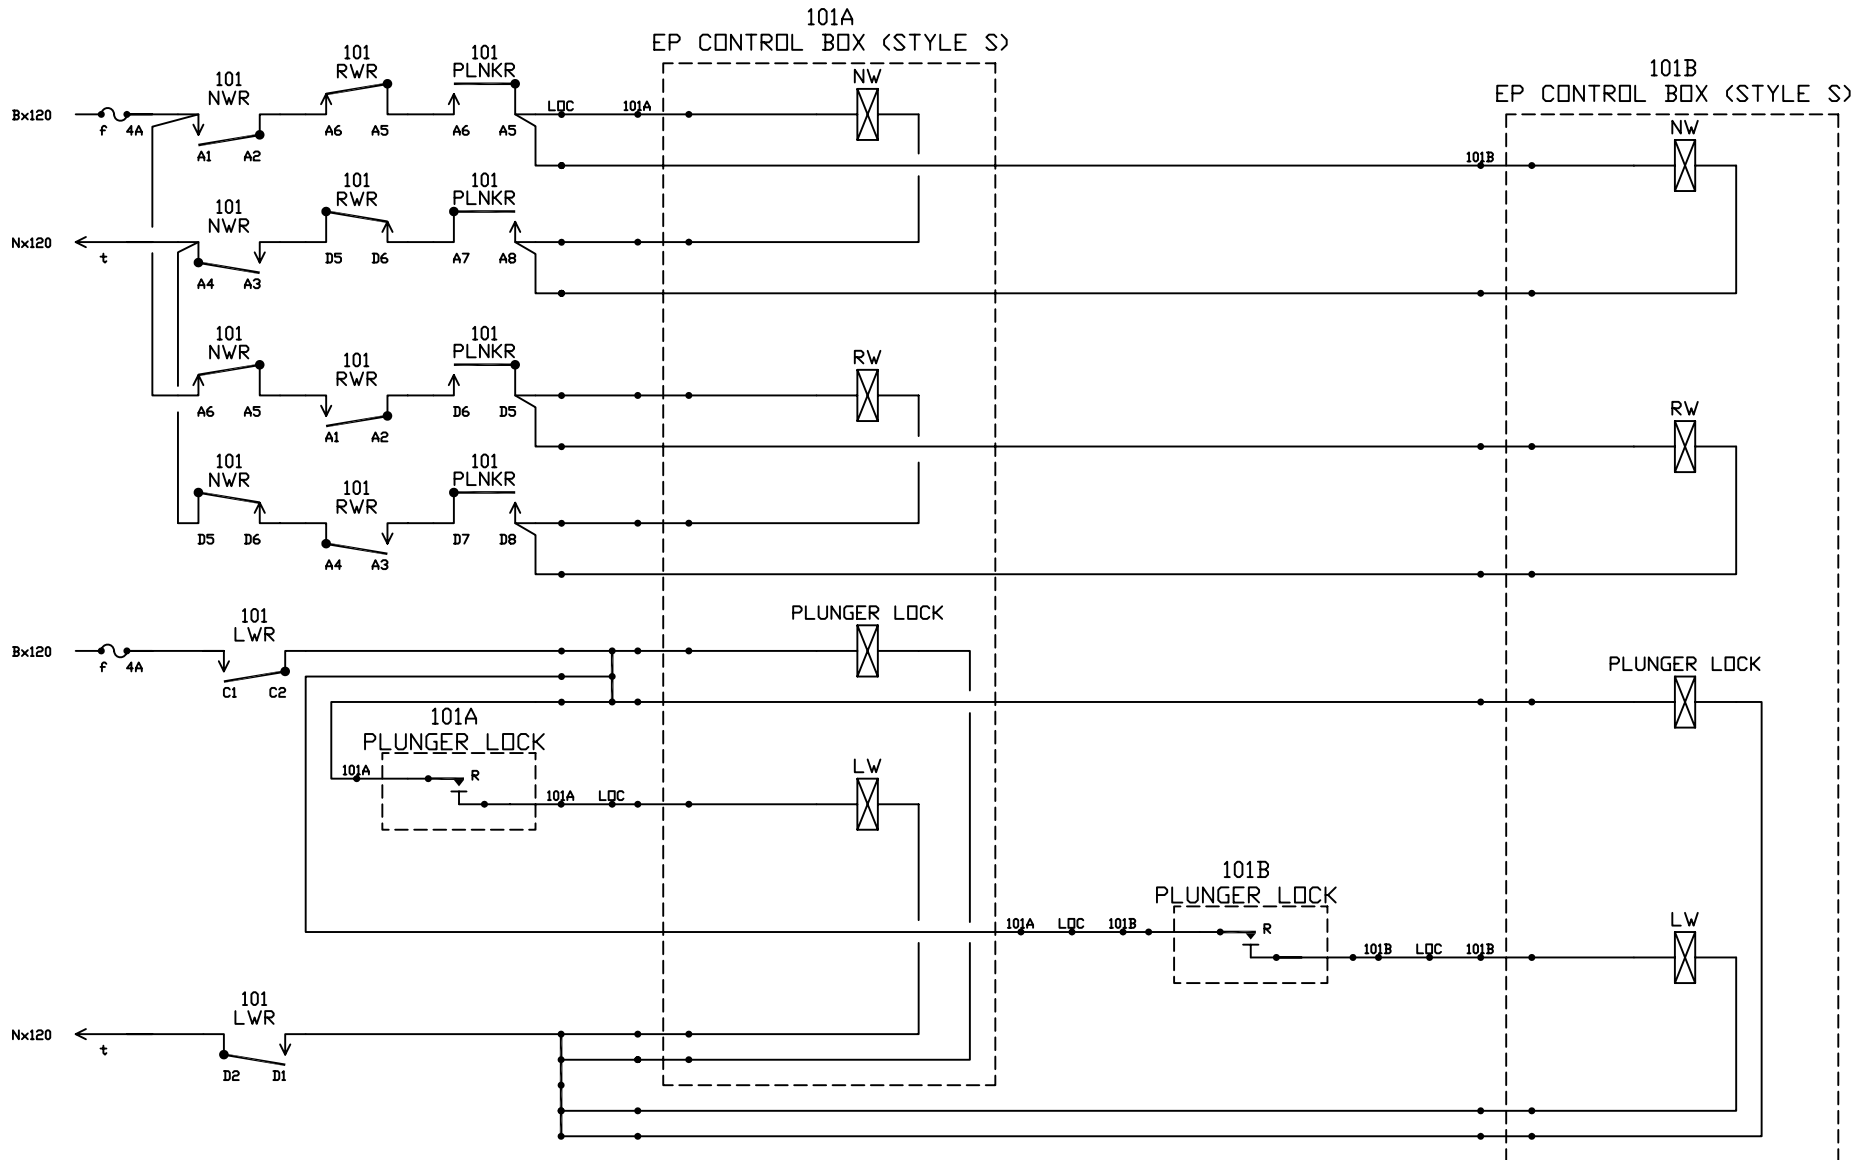 101A
EP CONTROL BOX (STYLE S)
101B
EP CONTROL BOX (STYLE S)
101
NWR
101
RWR
101
PLNKR
NW
NW
Bx120
f
4A
A1
A2
A6
A5
A6
A5
LOC
101A
101B
101
NWR
101
RWR
101
PLNKR
Nx120
t
A4
A3
D5
D6
A7
A8
101
NWR
101
RWR
101
PLNKR
RW
RW
A6
A5
A1
A2
D6
D5
101
NWR
101
RWR
101
PLNKR
D5
D6
A4
A3
D7
D8
101
LWR
PLUNGER LOCK
PLUNGER LOCK
Bx120
f
4A
C1
C2
101A
PLUNGER LOCK
101A
R
101A
LOC
LW
101B
PLUNGER LOCK
101A
LOC
101B
R
101B
LOC
101B
LW
101
LWR
Nx120
t
D2
D1